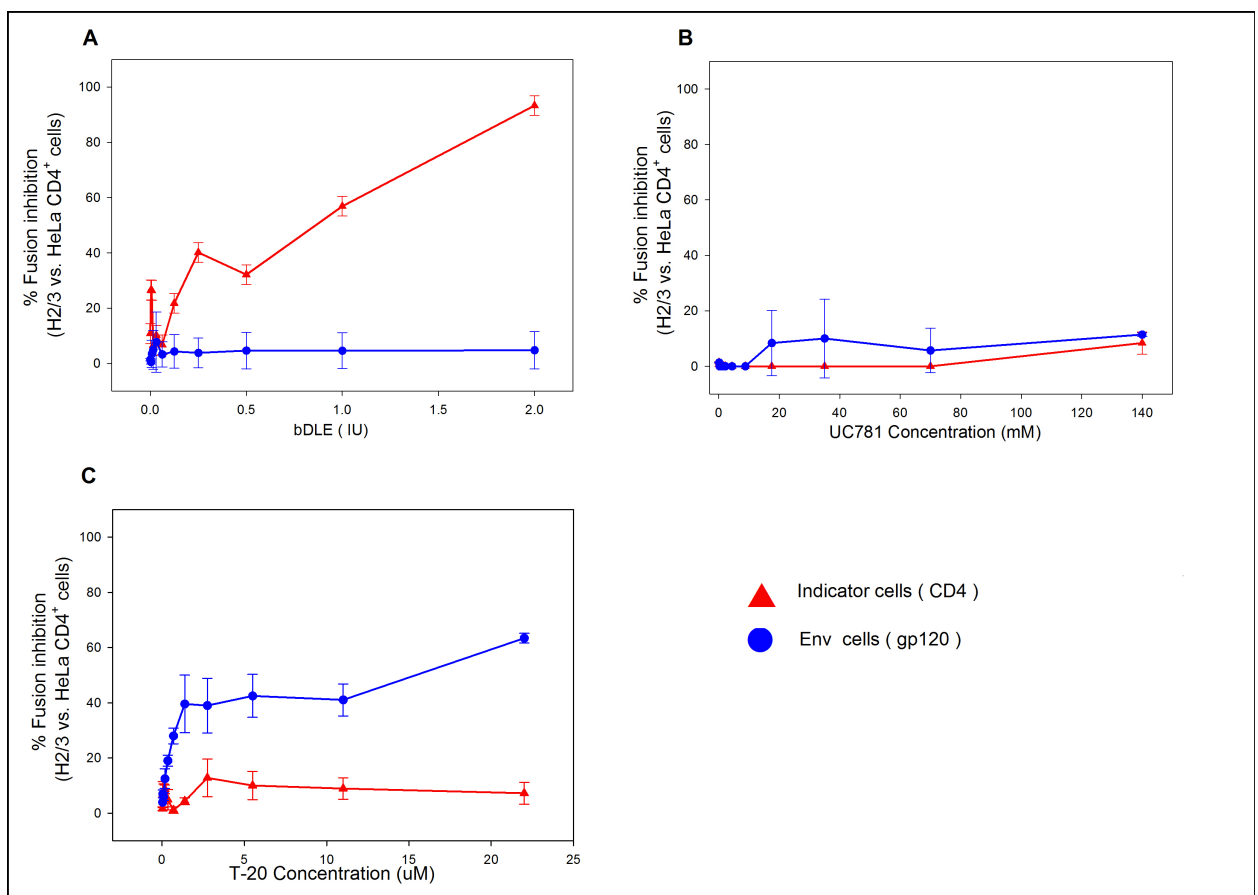 A
% Fusion inhibition
(H2/3 vs. HeLa CD4+ cells)
100
80
60
40
20
0
0.0 0.5 1.0 1.5 2.0
bDLE ( IU)
B
% Fusion inhibition
(H2/3 vs. HeLa CD4+ cells)
100
80
60
40
20
0
0 20 40 60 80 100 120 140
UC781 Concentration (mM)
C
% Fusion inhibition
(H2/3 vs. HeLa CD4+ cells)
100
80
60
40
20
0
0 5 10 15 20 25
T-20 Concentration (uM)
Indicator cells ( CD4 )
Env cells ( gp120 )